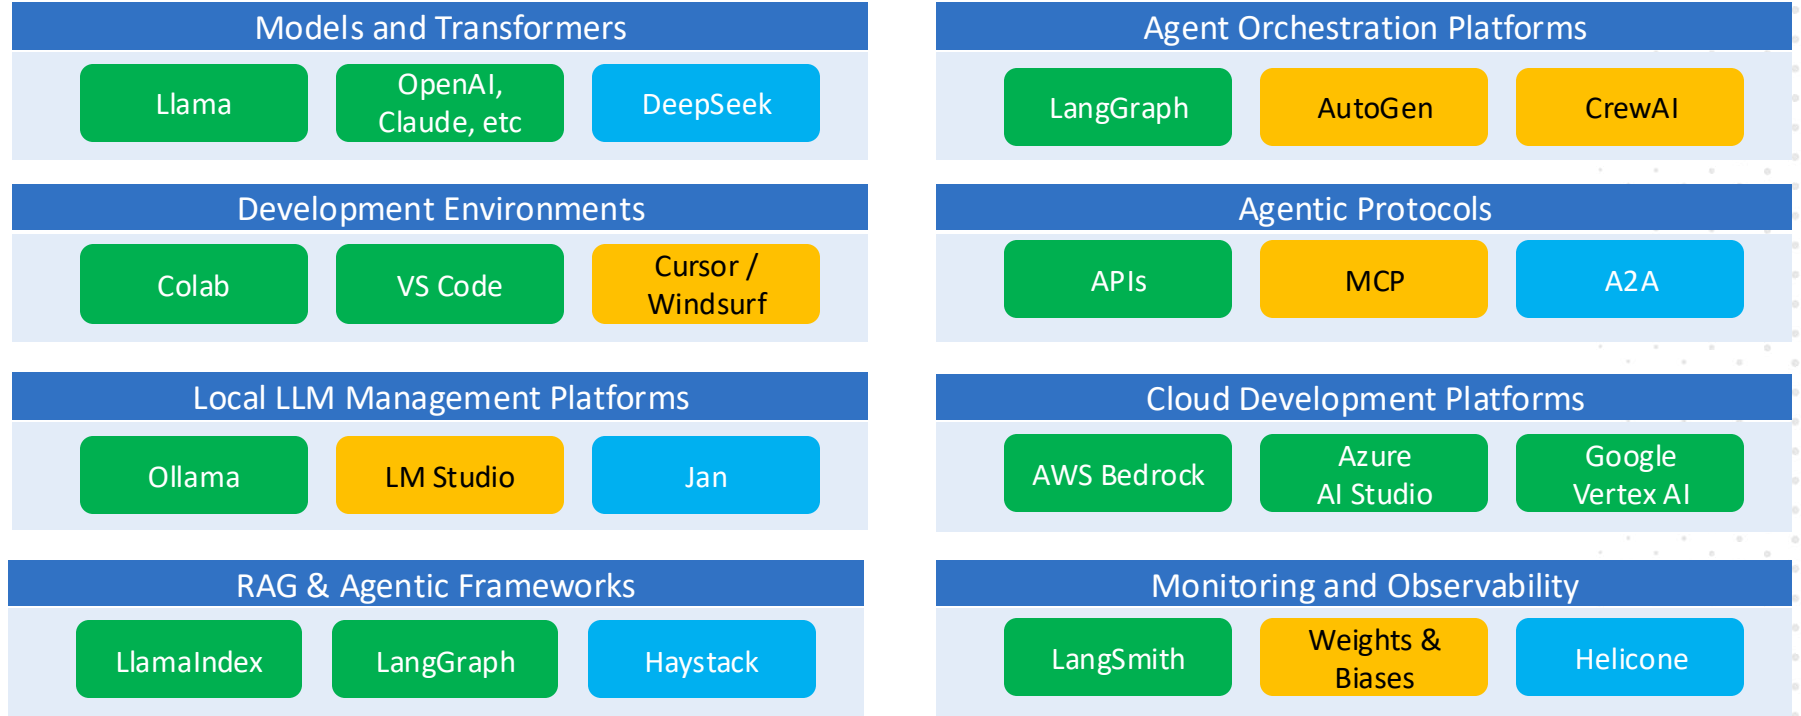 Models and Transformers
Llama
OpenAI,
Claude, etc
DeepSeek
Development Environments
Colab
VS Code
Cursor /
Windsurf
Local LLM Management Platforms
Ollama
LM Studio
Jan
RAG & Agentic Frameworks
LlamaIndex
LangGraph
Haystack
Agent Orchestration Platforms
LangGraph
AutoGen
CrewAI
Agentic Protocols
APIs
MCP
A2A
Cloud Development Platforms
AWS Bedrock
Azure
AI Studio
Google
Vertex AI
Monitoring and Observability
LangSmith
Weights &
Biases
Helicone